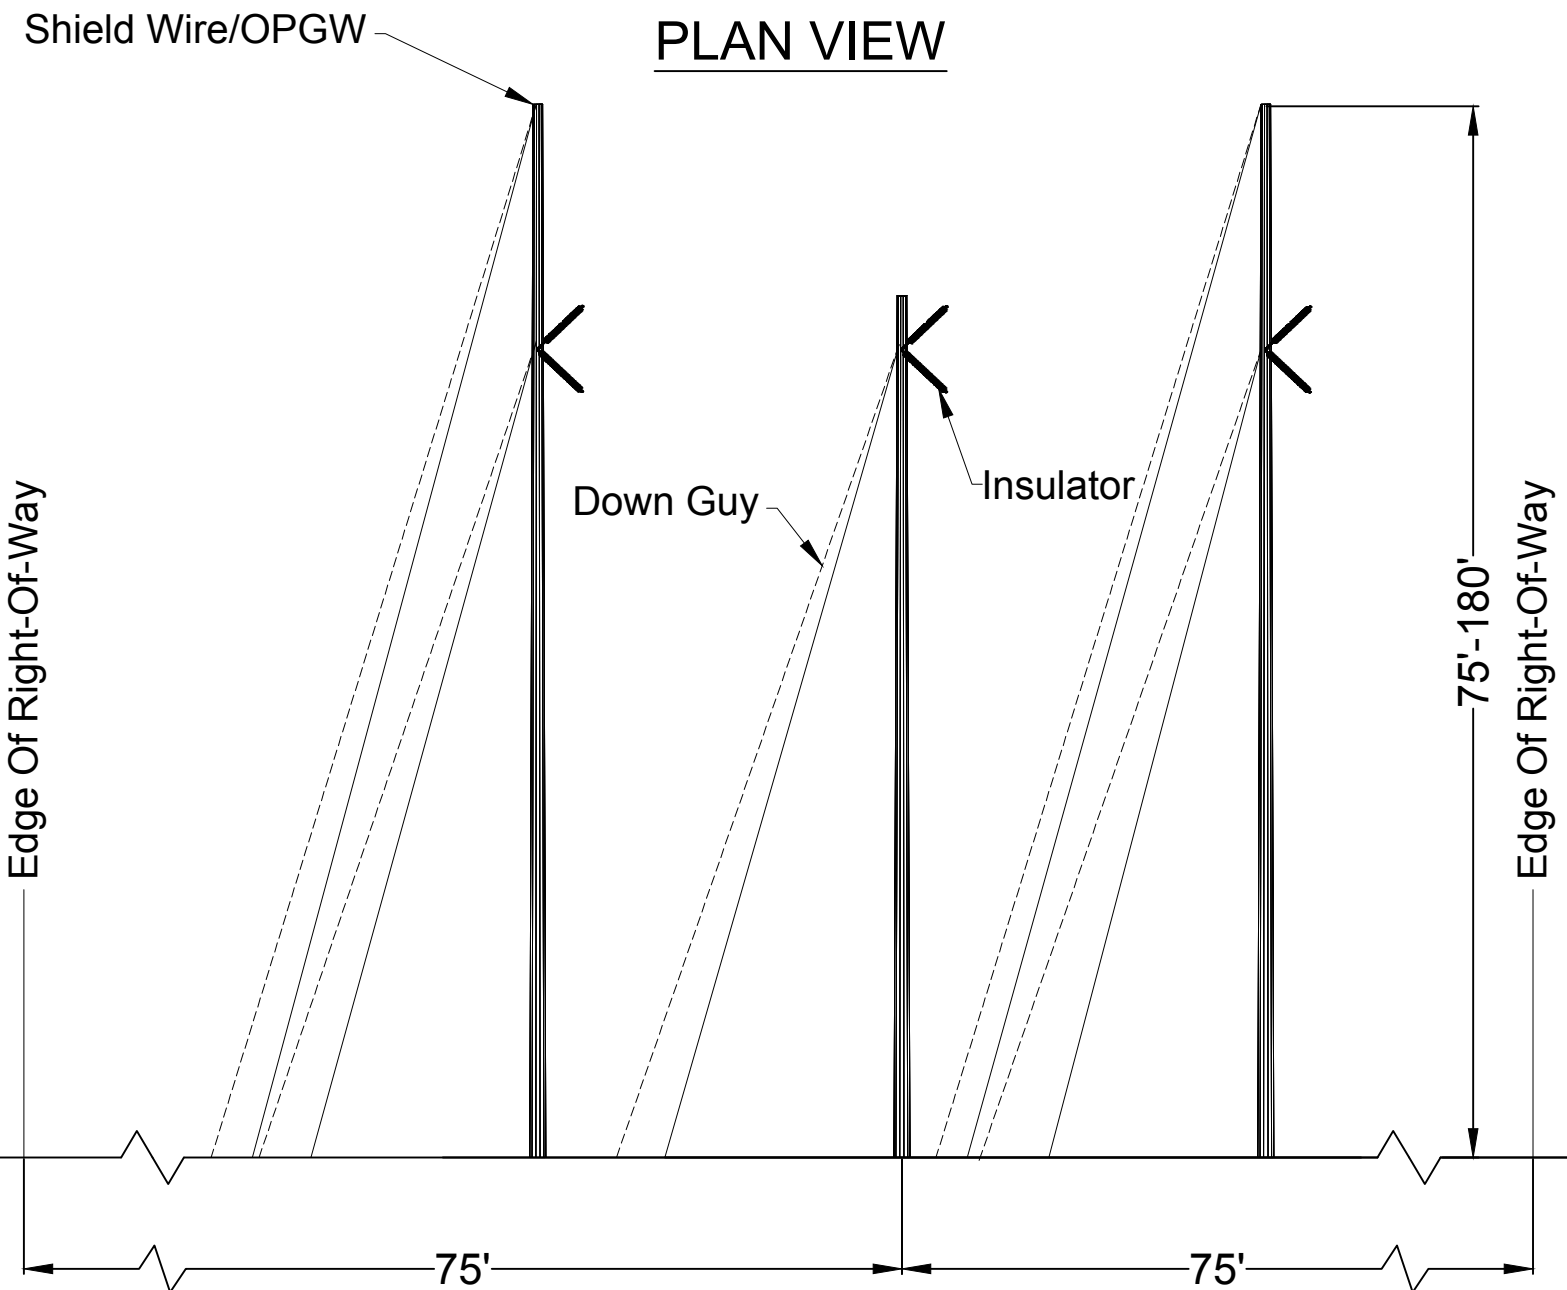 Shield Wire/OPGW
PLAN VIEW
Down Guy
Insulator
Edge Of Right-Of-Way
75'-180'
Edge Of Right-Of-Way
75'
75'